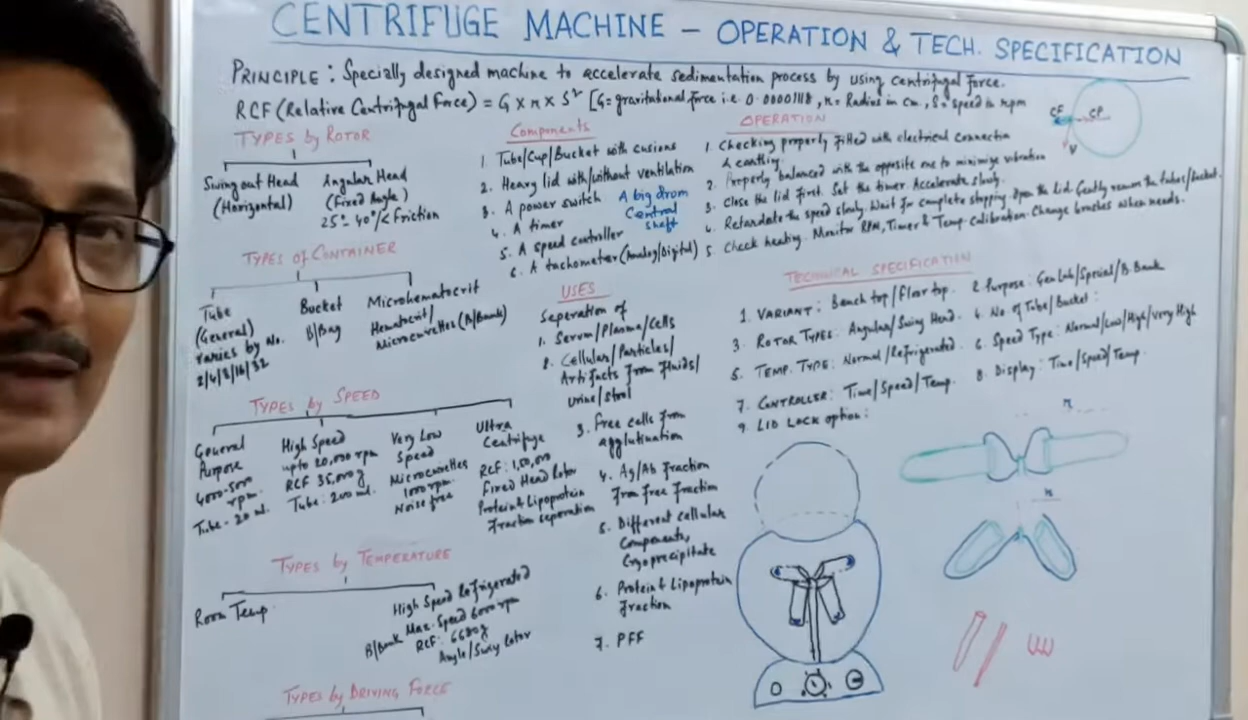 CENTRIFUGE MACHINE – OPERATION & TECH. SPECIFICATION
PRINCIPLE: Specially designed machine to accelerate sedimentation process by using centrifugal force.
RCF (Relative Centrifugal Force) = G × r × S² [G= gravitational force i.e. 0.00001118, r = Radius in cm, S = speed in rpm
TYPES by ROTOR
Swing out Head
(Horizontal)
Angular Head
(Fixed Angle)
25°- 40°/< Friction
TYPES of CONTAINER
Tube
(General)
varies by No.
2/4/8/16/32
Bucket
B/Bag
Microhematocrit
Hematocrit/
Microcuvettes (B/Bank)
TYPES by SPEED
General
Purpose
4000-5000
rpm.
Tube = 20 ml.
High Speed
upto 20,000 rpm
RCF 35,000g
Tube: 200 ml.
Very Low
Speed
Microcuvettes
1000 rpm
Noise free
Ultra
Centrifuge
RCF: 1,50,000
Fixed Head Rotor
Protein & Lipoprotein
Fraction seperation
TYPES by TEMPERATURE
Room Temp
High Speed Refrigerated
B/Bank Max. Speed 6000 rpm
RCF: 6680g
Angle/Swing Rotor
TYPES by DRIVING FORCE
Components
1. Tube/Cup/Bucket with cusions
2. Heavy lid with/without ventilation
3. A power switch
4. A timer
5. A speed controller
6. A tachometer (Analog/Digital)
A big drom
Central
shaft
USES
Seperation of
1. Serum/Plasma/Cells
2. Cellular/Particles/
Artifacts from Fluids/
Urine/Stool
3. Free cells from
agglutination
4. Ag/Ab Fraction
from free Fraction
5. Different cellular
Components,
Cryoprecipitate
6. Protein & Lipoprotein
Fraction
7. PFF
OPERATION
1. Checking properly fitted with electrical connection
& earthing.
2. Properly balanced with the opposite one to minimize vibration
3. Close the lid first. Set the timer. Accelerate slowly.
4. Retardate the speed slowly. Wait for complete stopping. Open the lid. Gently remove the tubes/bucket.
5. Check heating. Monitor RPM, Timer & Temp. Calibration. Change brushes when needs.
CF
CP
V
TECHNICAL SPECIFICATION
1. VARIANT: Bench top/Floor top. 2. Purpose: Gen Lab/Special/B.Bank
3. ROTOR TYPES: Angular/Swing Head. 4. No of Tube/Bucket:
5. TEMP. TYPE: Normal/Refrigerated. 6. Speed Type: Normal/Low/High/Very High
7. CONTROLLER: Time/Speed/Temp. 8. Display: Time/Speed/Temp
9. LID LOCK option:
r
r